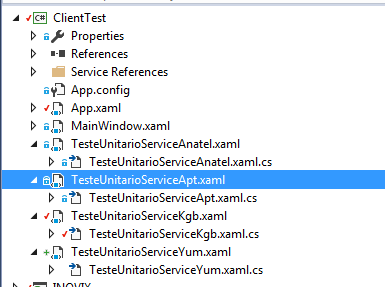 C# ClientTest
Properties
References
Service References
App.config
App.xaml
MainWindow.xaml
TesteUnitarioServiceAnatel.xaml
TesteUnitarioServiceAnatel.xaml.cs
TesteUnitarioServiceApt.xaml
TesteUnitarioServiceApt.xaml.cs
TesteUnitarioServiceKgb.xaml
TesteUnitarioServiceKgb.xaml.cs
TesteUnitarioServiceYum.xaml
TesteUnitarioServiceYum.xaml.cs